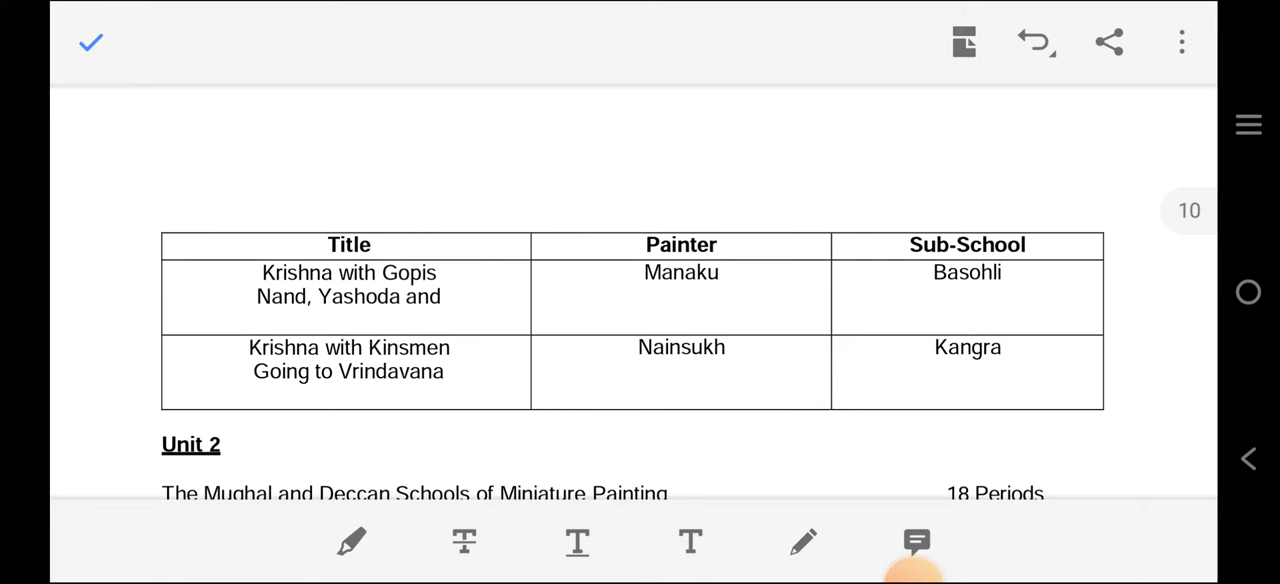 10
Title Painter Sub-School
Krishna with Gopis Manaku Basohli
Nand, Yashoda and
Krishna with Kinsmen Nainsukh Kangra
Going to Vrindavana
Unit 2
The Mughal and Deccan Schools of Miniature Painting 18 Periods